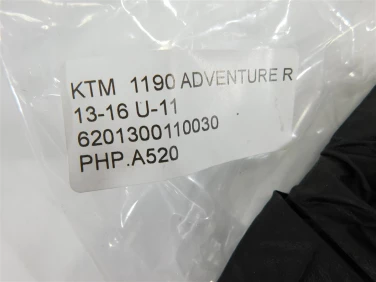 KTM 1190 ADVENTURE R
13-16 U-11
6201300110030
PHP.A520